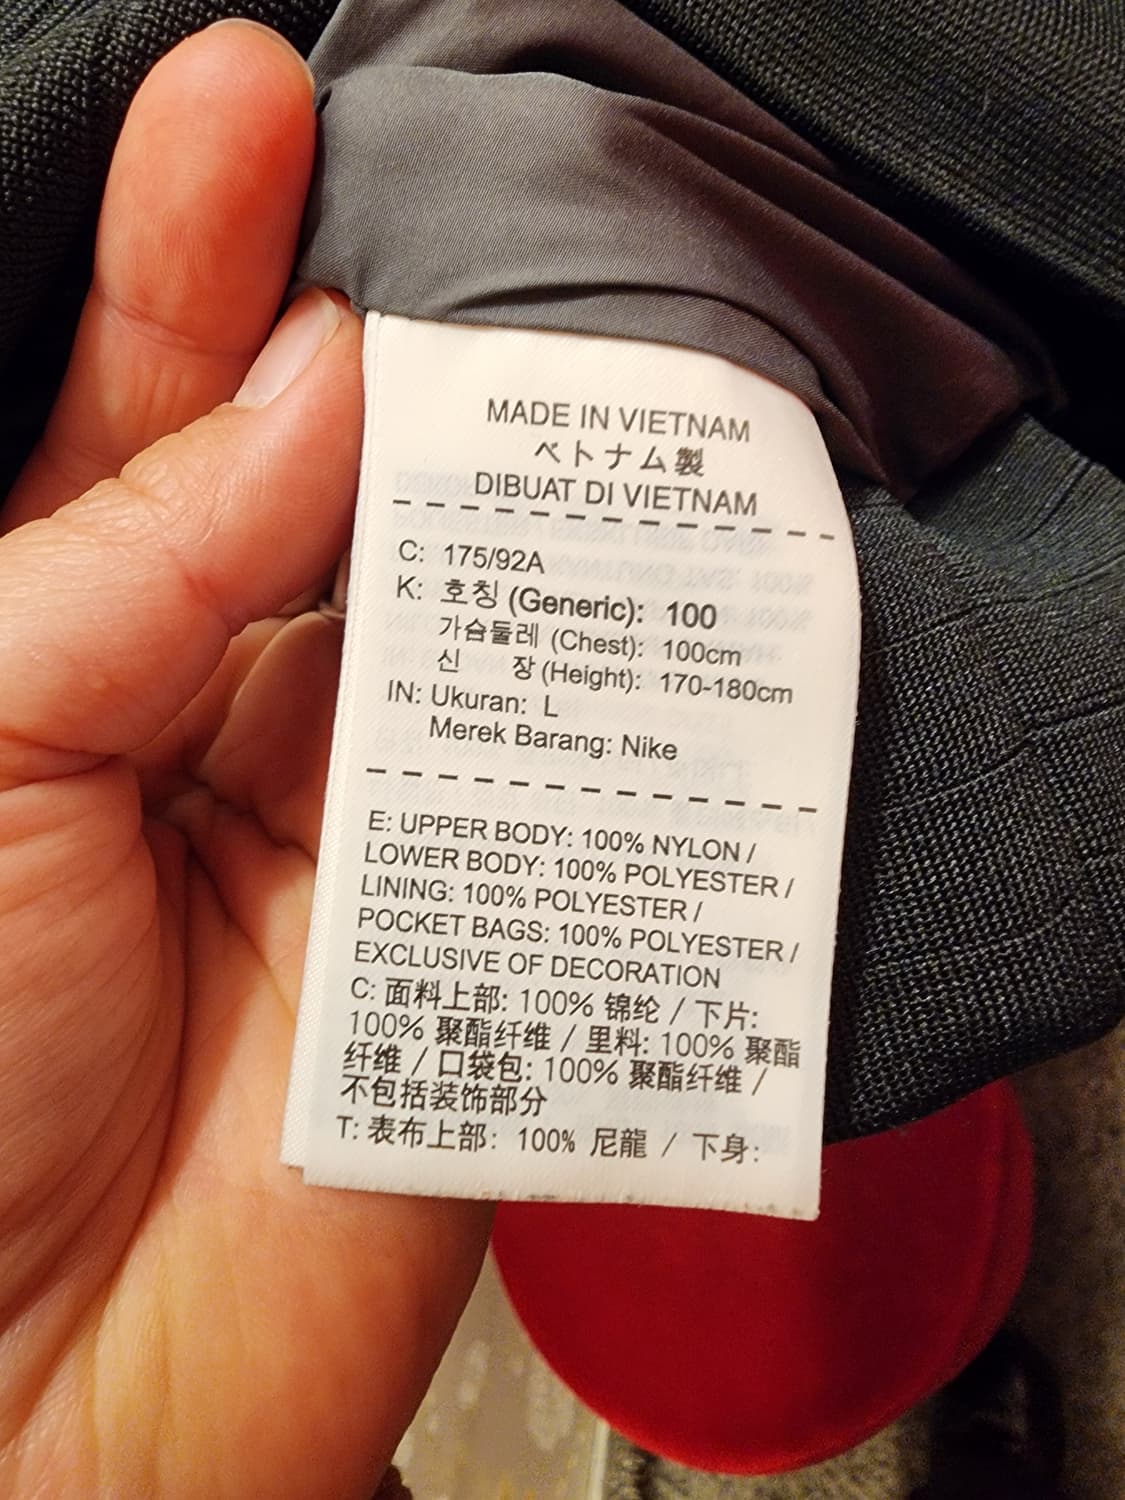 MADE IN VIETNAM
ベトナム製
DIBUAT DI VIETNAM
C: 175/92A
K: 호칭 (Generic): 100
가슴둘레 (Chest): 100cm
신 장 (Height): 170-180cm
IN: Ukuran: L
Merek Barang: Nike
E: UPPER BODY: 100% NYLON /
LOWER BODY: 100% POLYESTER /
LINING: 100% POLYESTER /
POCKET BAGS: 100% POLYESTER /
EXCLUSIVE OF DECORATION
C: 面料上部: 100% 锦纶 / 下片:
100% 聚酯纤维 / 里料: 100% 聚酯
纤维 / 口袋包: 100% 聚酯纤维 /
不包括装饰部分
T: 表布上部: 100% 尼龍 / 下身: